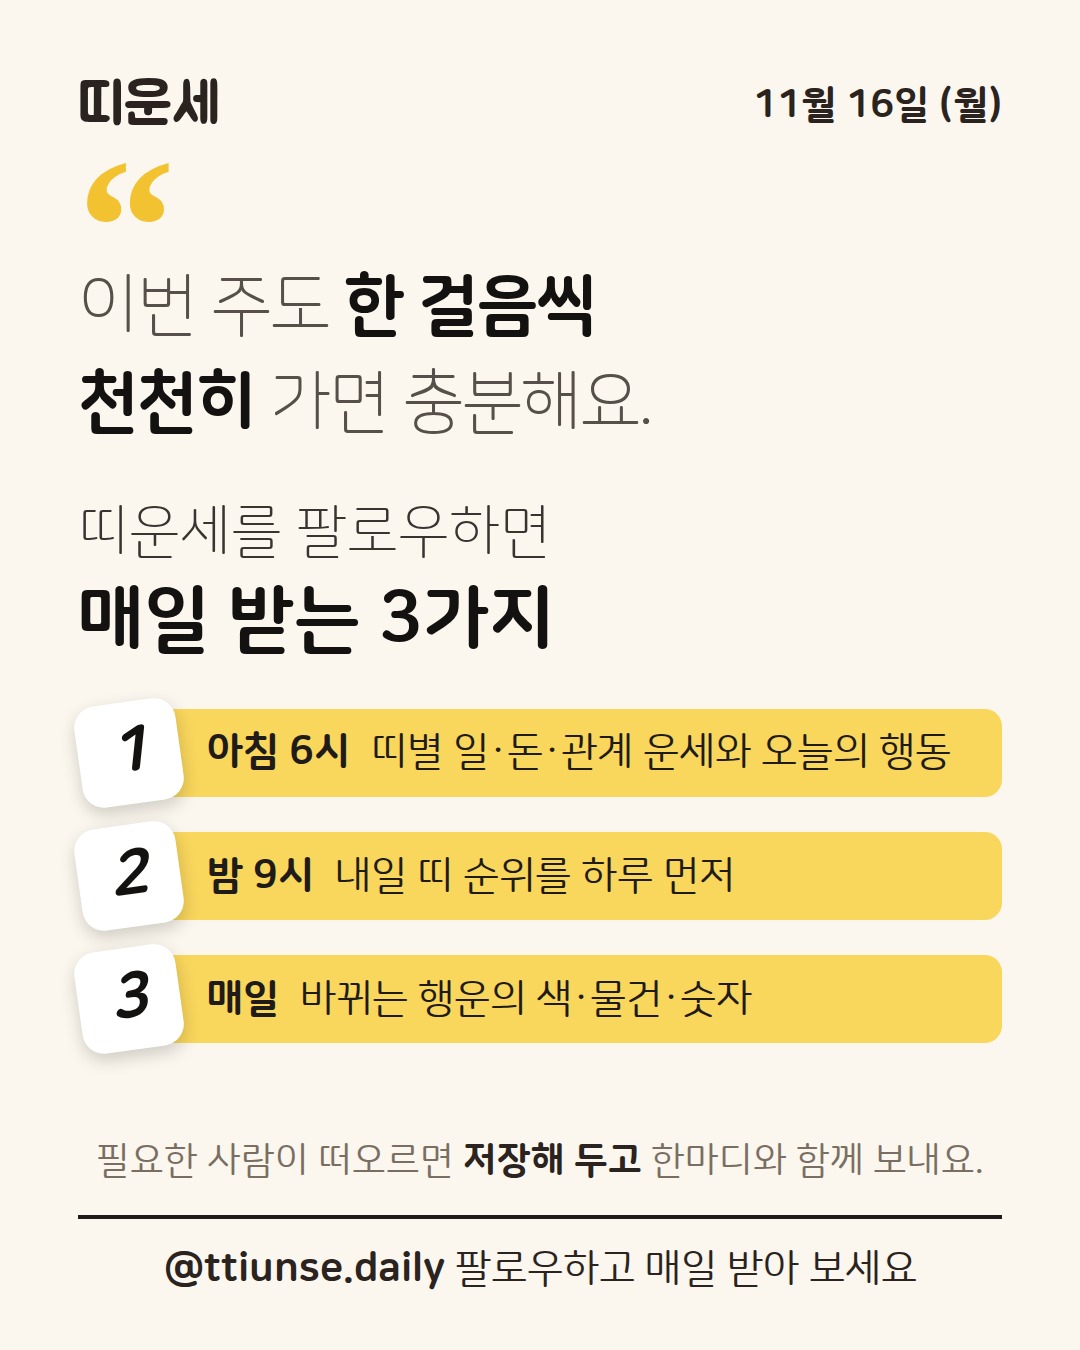 띠운세
11월 16일 (월)
“
이번 주도 한 걸음씩
천천히 가면 충분해요.
띠운세를 팔로우하면
매일 받는 3가지
1 아침 6시 띠별 일·돈·관계 운세와 오늘의 행동
2 밤 9시 내일 띠 순위를 하루 먼저
3 매일 바뀌는 행운의 색·물건·숫자
필요한 사람이 떠오르면 저장해 두고 한마디와 함께 보내요.
@ttiunse.daily 팔로우하고 매일 받아 보세요